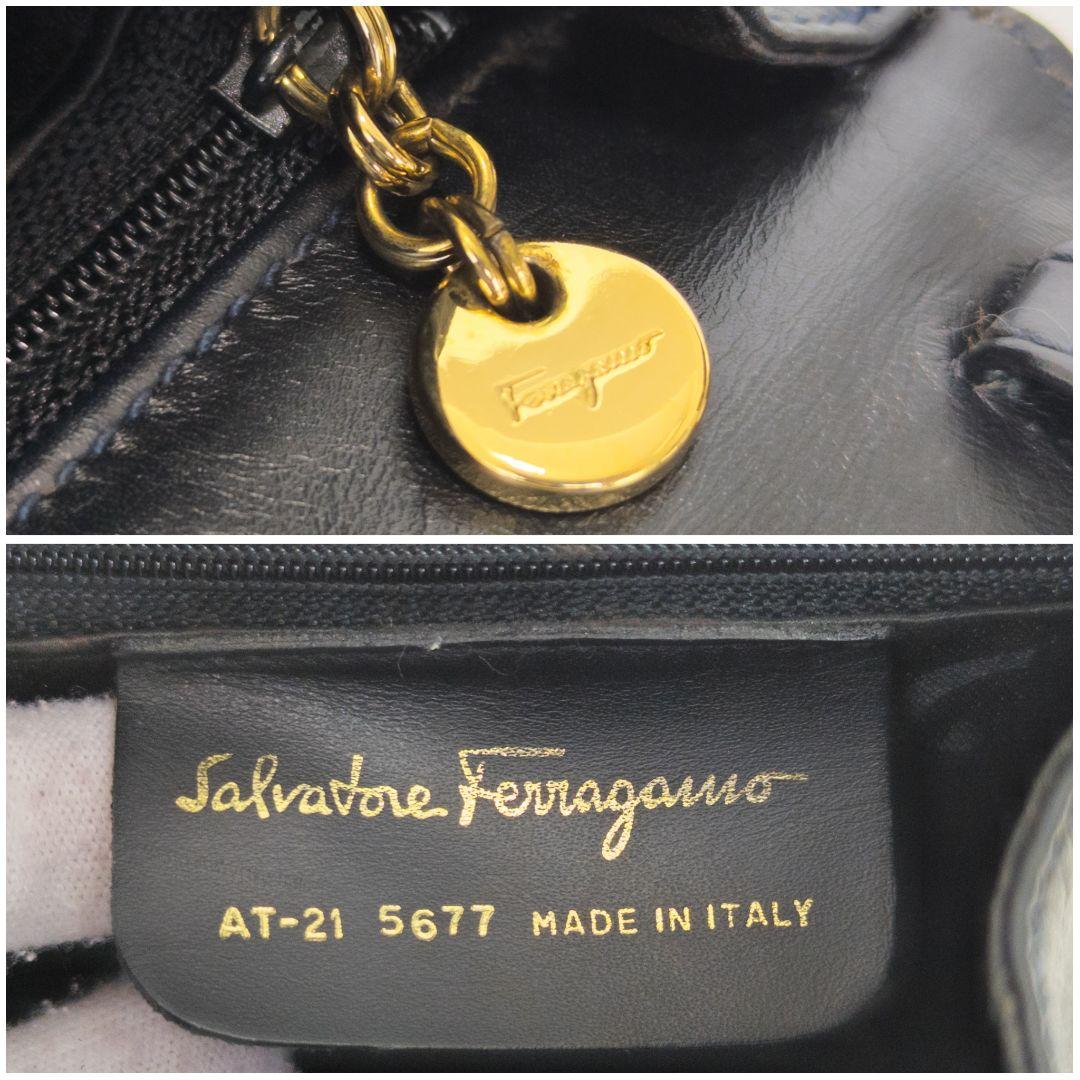 Ferragamo
Salvatore Ferragamo
AT-21 5677 MADE IN ITALY